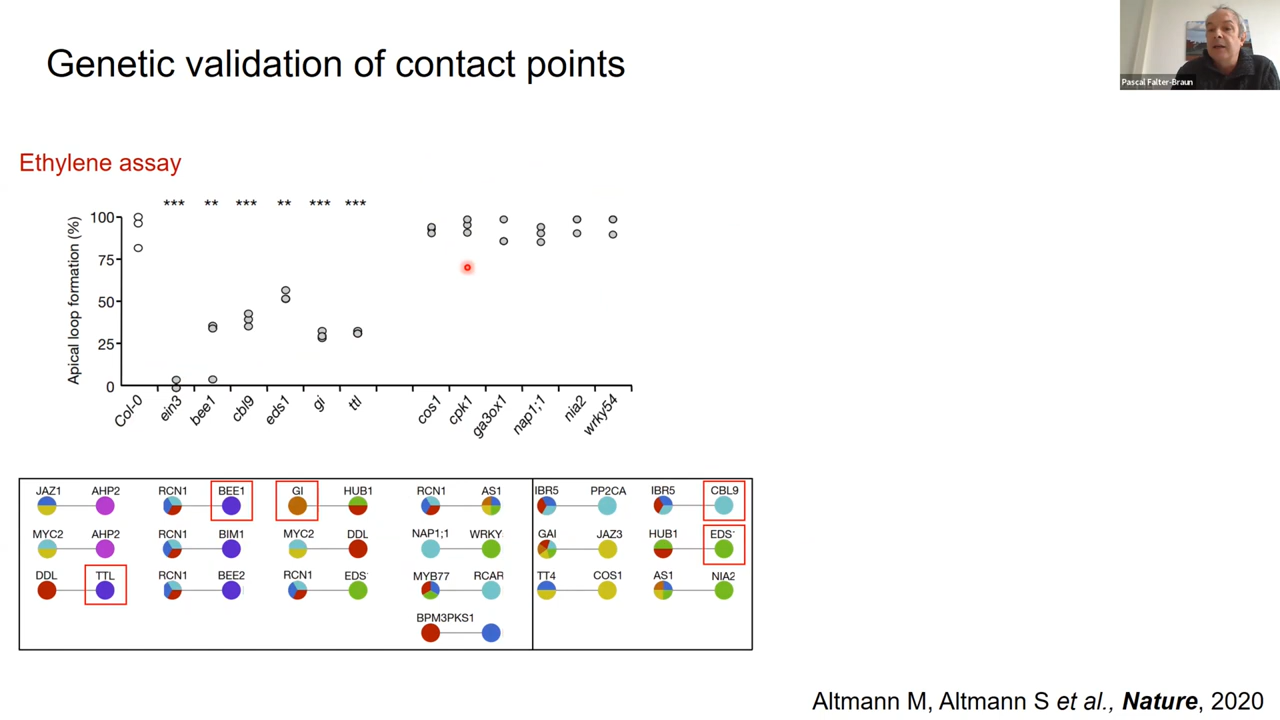 Genetic validation of contact points
Pascal Falter-Braun
Ethylene assay
*** ** *** ** *** ***
Apical loop formation (%)
100
75
50
25
0
Col-0 ein3 bee1 cbl9 eds1 gi ttl cos1 cpk1 ga3ox1 nap1;1 nia2 wrky54
JAZ1 AHP2 RCN1 BEE1 GI HUB1 RCN1 AS1 IBR5 PP2CA IBR5 CBL9
MYC2 AHP2 RCN1 BIM1 MYC2 DDL NAP1;1 WRKY GAI JAZ3 HUB1 EDS
DDL TTL RCN1 BEE2 RCN1 EDS MYB77 RCAR TT4 COS1 AS1 NIA2
BPM3PKS1
Altmann M, Altmann S et al., Nature, 2020